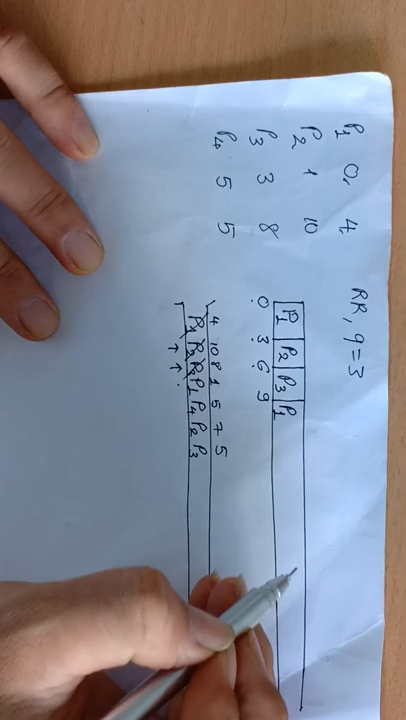 P1 0, 4
P2 1 10
P3 3 8
P4 5 5
RR, q=3
P1 P2 P3 P1
0 3 6 9
4 10 8 1 5 7 5
P1 P2 P3 P1 P4 P2 P3